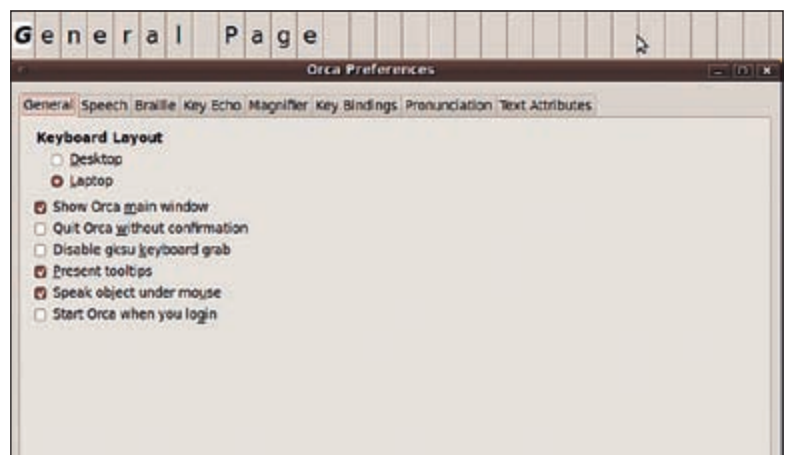 General Page
Orca Preferences
General Speech Braille Key Echo Magnifier Key Bindings Pronunciation Text Attributes
Keyboard Layout
Desktop
Laptop
Show Orca main window
Quit Orca without confirmation
Disable gksu keyboard grab
Present tooltips
Speak object under mouse
Start Orca when you login